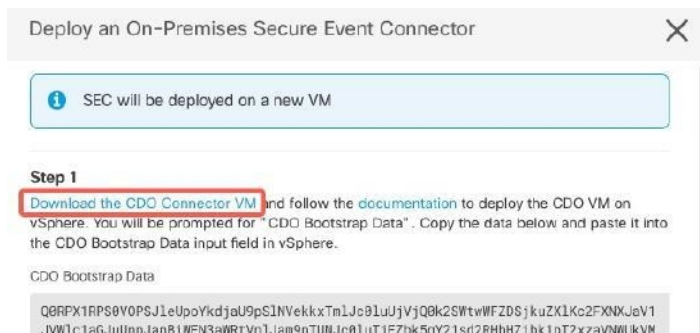 Deploy an On-Premises Secure Event Connector
SEC will be deployed on a new VM
Step 1
Download the CDO Connector VM and follow the documentation to deploy the CDO VM on
vSphere. You will be prompted for "CDO Bootstrap Data". Copy the data below and paste it into
the CDO Bootstrap Data input field in vSphere.
CDO Bootstrap Data